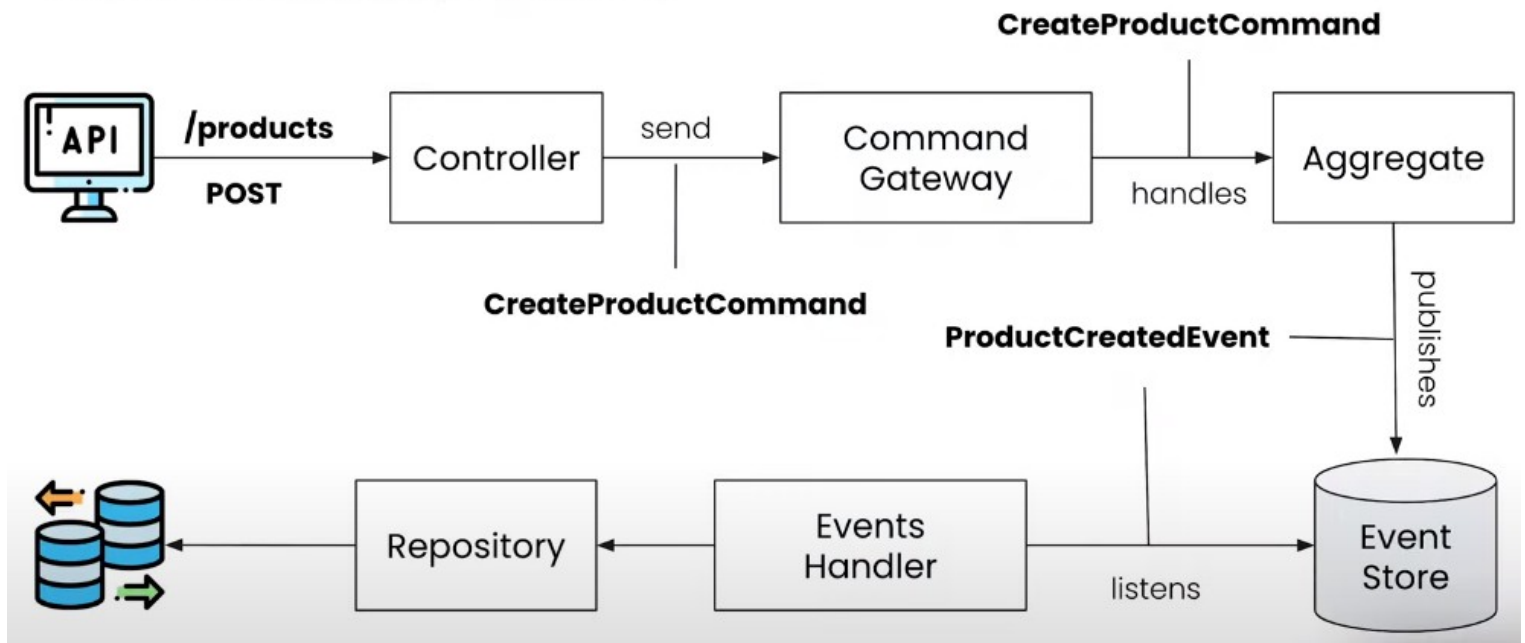 CreateProductCommand
API
/products
POST
Controller
send
Command
Gateway
handles
Aggregate
CreateProductCommand
publishes
ProductCreatedEvent
Repository
Events
Handler
listens
Event
Store